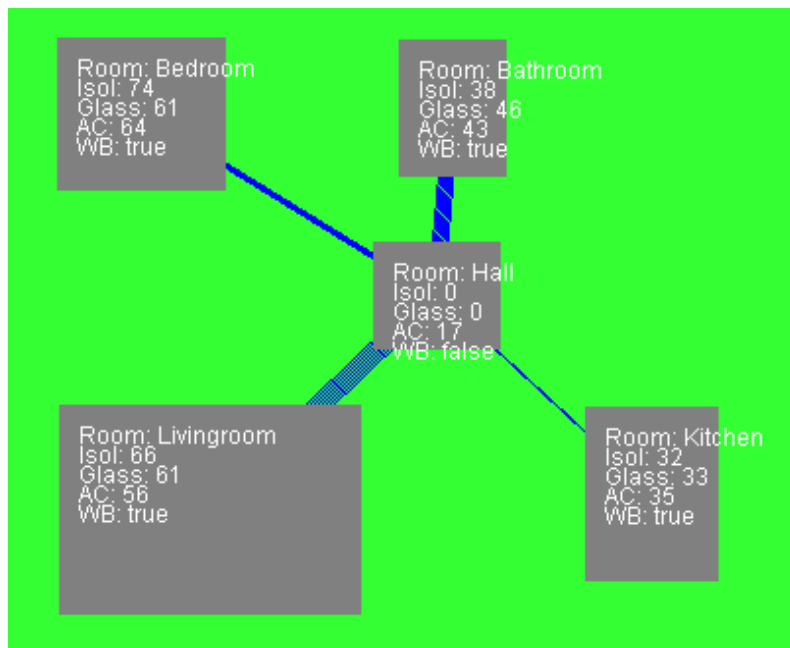 Room: Bedroom
Isol: 74
Glass: 61
AC: 64
WB: true
Room: Bathroom
Isol: 38
Glass: 46
AC: 43
WB: true
Room: Hall
Isol: 0
Glass: 0
AC: 17
WB: false
Room: Livingroom
Isol: 66
Glass: 61
AC: 56
WB: true
Room: Kitchen
Isol: 32
Glass: 33
AC: 35
WB: true